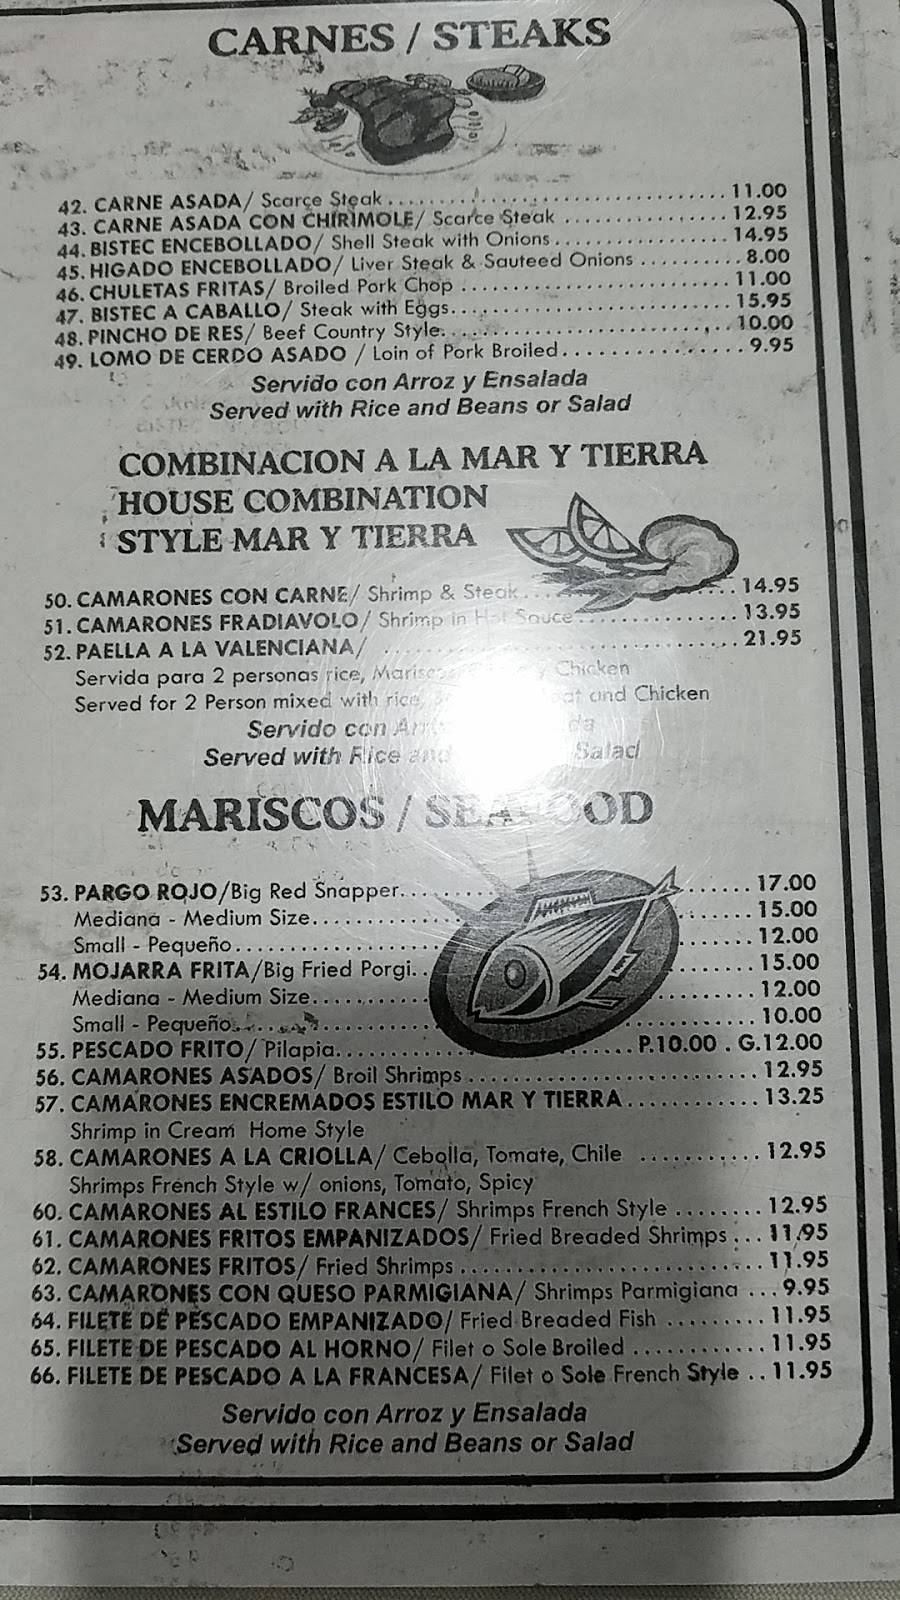 CARNES / STEAKS
42. CARNE ASADA/ Scarce Steak 11.00
43. CARNE ASADA CON CHIRIMOLE/ Scarce Steak 12.95
44. BISTEC ENCEBOLLADO/ Shell Steak with Onions 14.95
45. HIGADO ENCEBOLLADO/ Liver Steak & Sauteed Onions 8.00
46. CHULETAS FRITAS/ Broiled Pork Chop 11.00
47. BISTEC A CABALLO/ Steak with Eggs 15.95
48. PINCHO DE RES/ Beef Country Style 10.00
49. LOMO DE CERDO ASADO / Loin of Pork Broiled 9.95
Servido con Arroz y Ensalada
Served with Rice and Beans or Salad
COMBINACION A LA MAR Y TIERRA
HOUSE COMBINATION
STYLE MAR Y TIERRA
50. CAMARONES CON CARNE/ Shrimp & Steak 14.95
51. CAMARONES FRADIAVOLO/ Shrimp in Hot Sauce 13.95
52. PAELLA A LA VALENCIANA/ 21.95
Servida para 2 personas rice, y Chicken
Served for 2 Person mixed with rice, and Chicken
Servido con
Served with Rice and Salad
MARISCOS / SEAFOOD
53. PARGO ROJO/Big Red Snapper 17.00
Mediana - Medium Size 15.00
Small - Pequeño 12.00
54. MOJARRA FRITA/Big Fried Porgi 15.00
Mediana - Medium Size 12.00
Small - Pequeño 10.00
55. PESCADO FRITO/ Pilapia P.10.00 . G.12.00
56. CAMARONES ASADOS/ Broil Shrimps 12.95
57. CAMARONES ENCREMADOS ESTILO MAR Y TIERRA 13.25
Shrimp in Cream Home Style
58. CAMARONES A LA CRIOLLA/ Cebolla, Tomate, Chile 12.95
Shrimps French Style w/ onions, Tomato, Spicy
60. CAMARONES AL ESTILO FRANCES/ Shrimps French Style 12.95
61. CAMARONES FRITOS EMPANIZADOS/ Fried Breaded Shrimps 11.95
62. CAMARONES FRITOS/ Fried Shrimps 11.95
63. CAMARONES CON QUESO PARMIGIANA/ Shrimps Parmigiana 9.95
64. FILETE DE PESCADO EMPANIZADO/ Fried Breaded Fish 11.95
65. FILETE DE PESCADO AL HORNO/ Filet o Sole Broiled 11.95
66. FILETE DE PESCADO A LA FRANCESA/ Filet o Sole French Style 11.95
Servido con Arroz y Ensalada
Served with Rice and Beans or Salad